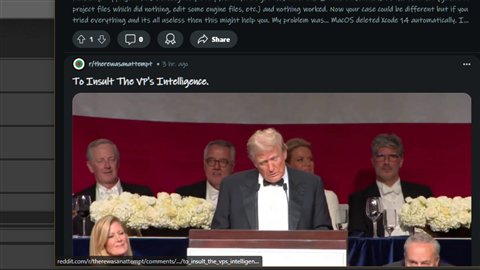 project files which did nothing, edit some engine files, etc.) and nothing worked. Now your case could be different but if you
tried everything and its all useless then this might help you. My problem was... MacOS deleted Xcode 14 automatically. I...
1
0
Share
r/therewasanattempt • 5 hr. ago
To Insult The VP's Intelligence.
reddit.com/r/therewasanattempt/comments/.../to_insult_the_vps_intelligen...